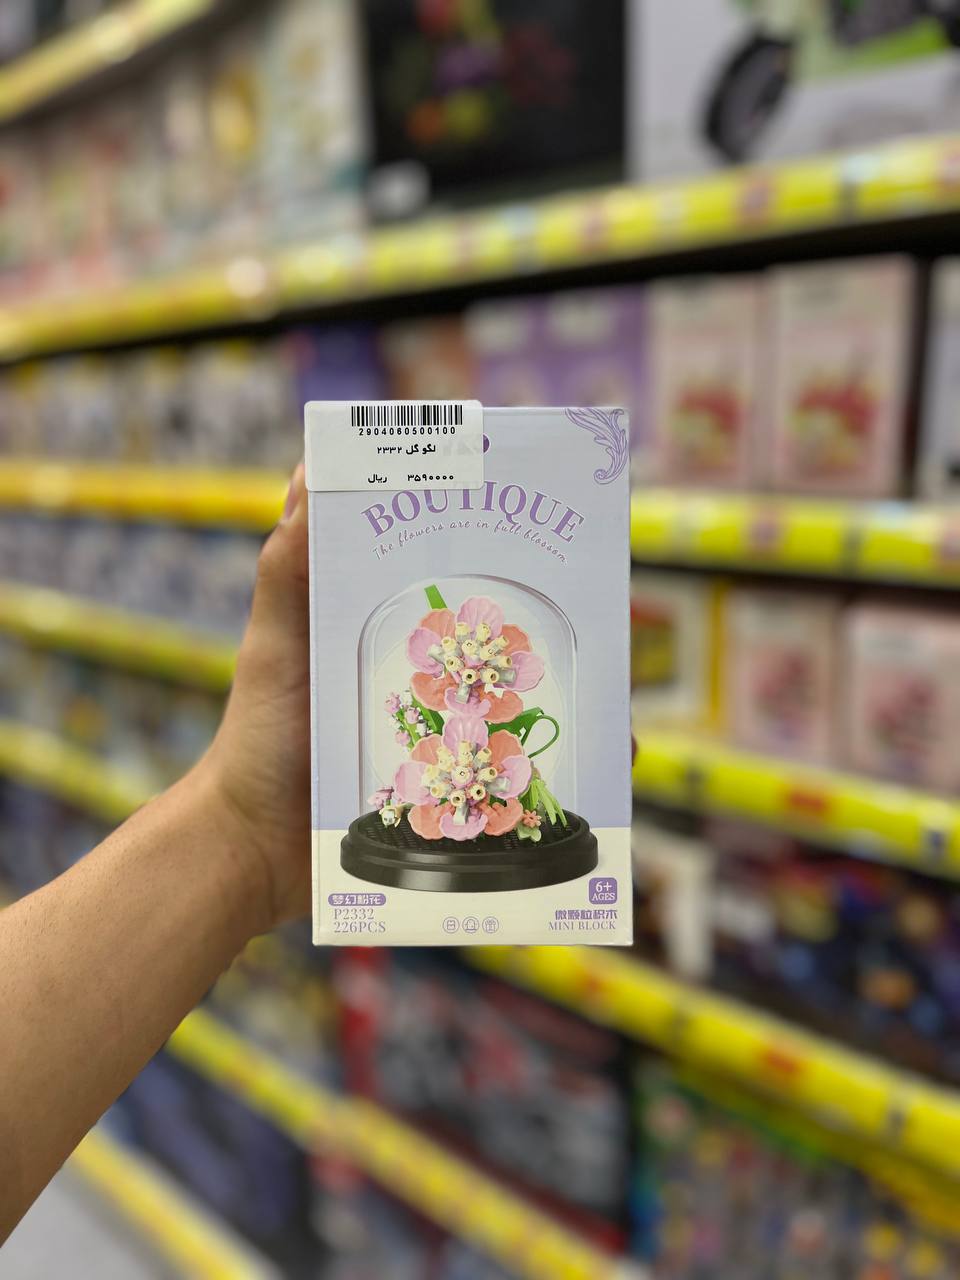 2904060500100
لگو گل ۲۳۳۲
۳۵۹۰۰۰۰ ریال
BOUTIQUE
The flowers are in full blossom.
6+
AGES
梦幻粉花
P2332
226PCS
微颗粒积木
MINI BLOCK